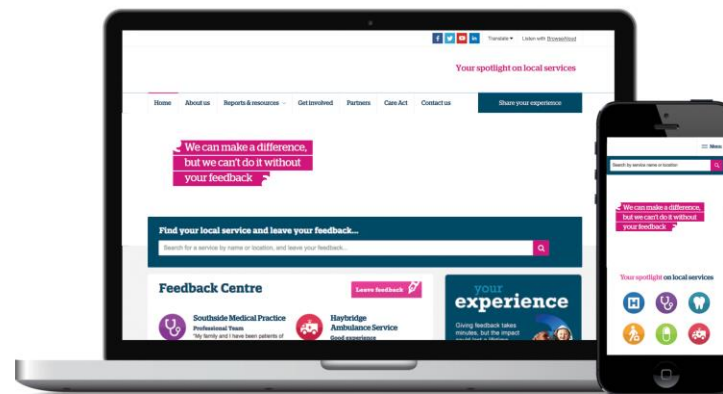 Translate ▾ Listen with Browsealoud
Your spotlight on local services
Home About us Reports & resources Get involved Partners Care Act Contact us Share your experience
We can make a difference,
but we can't do it without
your feedback
Find your local service and leave your feedback...
Search for a service by name or location, and leave your feedback...
Feedback Centre
Leave feedback
Southside Medical Practice
Professional Team
"My family and I have been patients of
Haybridge
Ambulance Service
Good experience
your
experience
Giving feedback takes
minutes, but the impact
could last a lifetime
Menu
Search by service name or location
We can make a difference,
but we can't do it without
your feedback
Your spotlight on local services
H